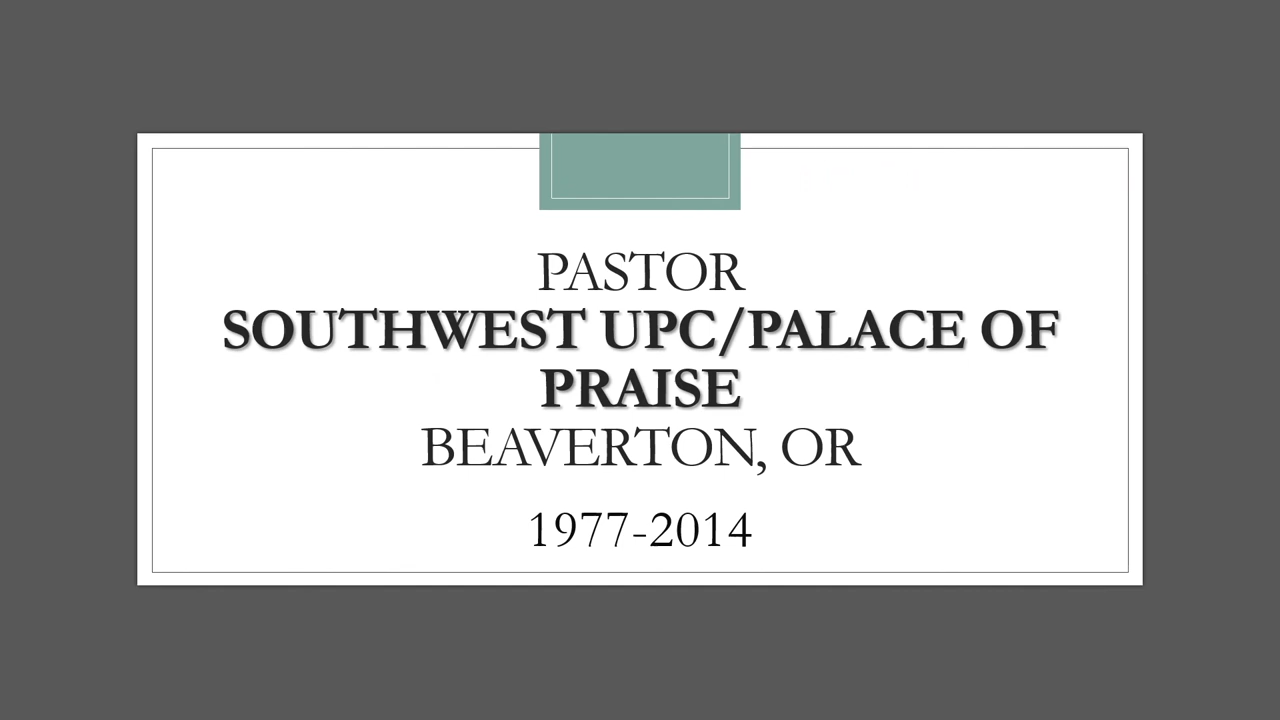 PASTOR
SOUTHWEST UPC/PALACE OF
PRAISE
BEAVERTON, OR
1977-2014